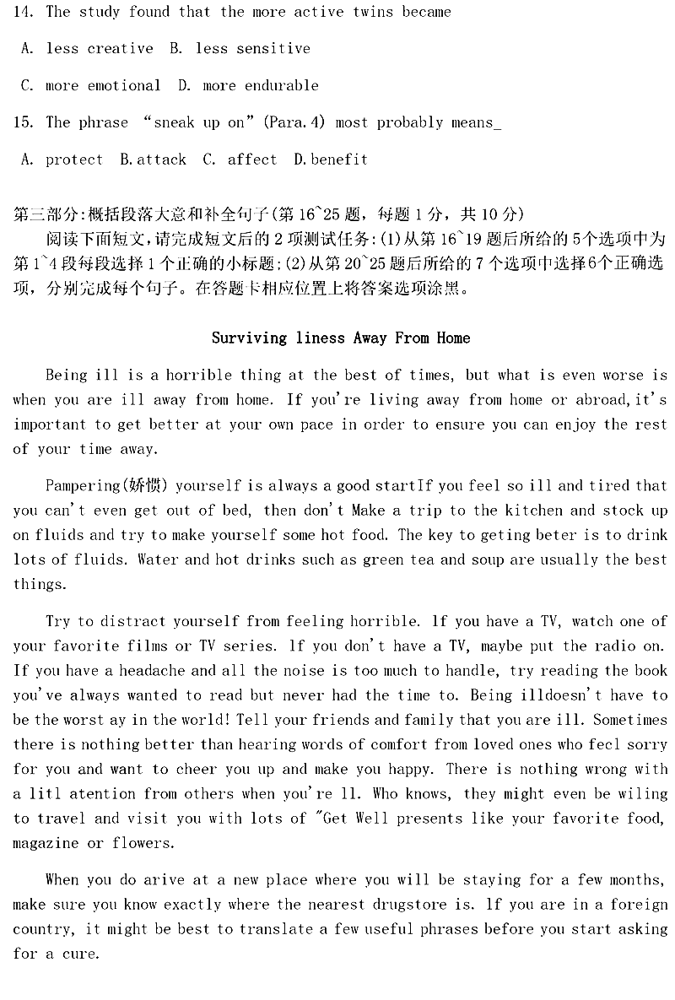 14. The study found that the more active twins became
A. less creative B. less sensitive
C. more emotional D. more endurable
15. The phrase “sneak up on”(Para.4) most probably means_
A. protect B.attack C. affect D.benefit
第三部分:概括段落大意和补全句子(第 16~25 题，每题 1 分，共 10 分)
阅读下面短文,请完成短文后的 2 项测试任务:(1)从第 16~19 题后所给的 5个选项中为
第 1~4 段每段选择 1 个正确的小标题:(2)从第 20~25 题后所给的 7 个选项中选择6个正确选
项，分别完成每个句子。在答题卡相应位置上将答案选项涂黑。
Surviving liness Away From Home
Being ill is a horrible thing at the best of times, but what is even worse is
when you are ill away from home. If you're living away from home or abroad,it's
important to get better at your own pace in order to ensure you can enjoy the rest
of your time away.
Pampering(娇惯) yourself is always a good startIf you feel so ill and tired that
you can't even get out of bed, then don't Make a trip to the kitchen and stock up
on fluids and try to make yourself some hot food. The key to geting beter is to drink
lots of fluids. Water and hot drinks such as green tea and soup are usually the best
things.
Try to distract yourself from feeling horrible. lf you have a TV, watch one of
your favorite films or TV series. lf you don't have a TV, maybe put the radio on.
If you have a headache and all the noise is too much to handle, try reading the book
you've always wanted to read but never had the time to. Being illdoesn't have to
be the worst ay in the world! Tell your friends and family that you are ill. Sometimes
there is nothing better than hearing words of comfort from loved ones who fecl sorry
for you and want to cheer you up and make you happy. There is nothing wrong with
a litl atention from others when you're ll. Who knows, they might even be wiling
to travel and visit you with lots of "Get Well presents like your favorite food,
magazine or flowers.
When you do arive at a new place where you will be staying for a few months,
make sure you know exactly where the nearest drugstore is. lf you are in a foreign
country, it might be best to translate a few useful phrases before you start asking
for a cure.